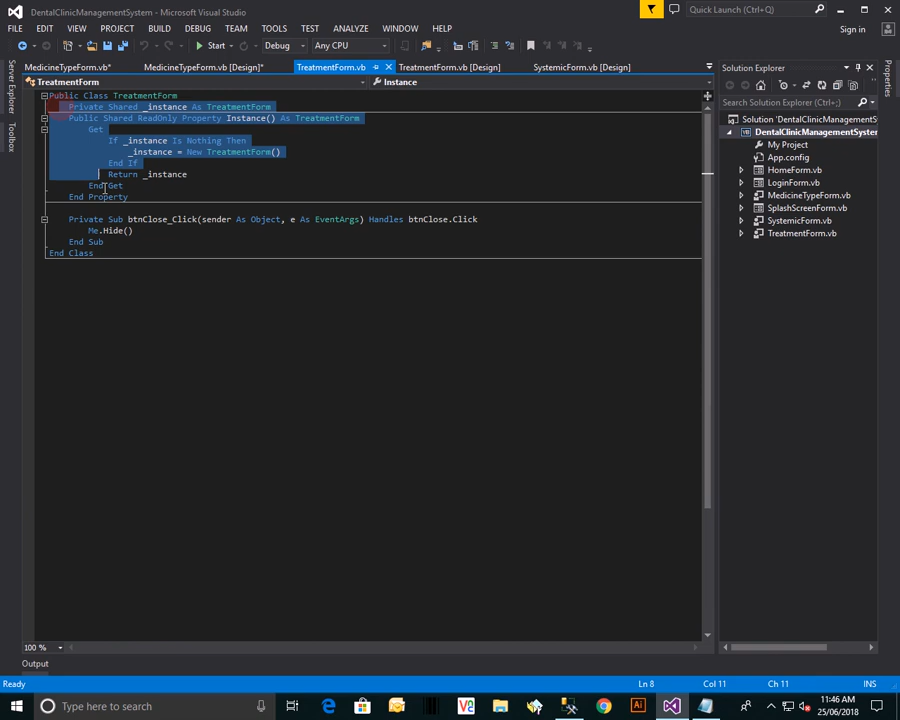 DentalClinicManagementSystem - Microsoft Visual Studio
Quick Launch (Ctrl+Q)
FILE EDIT VIEW PROJECT BUILD DEBUG TEAM TOOLS TEST ANALYZE WINDOW HELP
Sign in
Start Debug Any CPU
MedicineTypeForm.vb* MedicineTypeForm.vb [Design]* TreatmentForm.vb TreatmentForm.vb [Design] SystemicForm.vb [Design]
Solution Explorer
TreatmentForm Instance
Search Solution Explorer (Ctrl+;)
Server Explorer
Toolbox
Properties
Public Class TreatmentForm
Private Shared _instance As TreatmentForm
Public Shared ReadOnly Property Instance() As TreatmentForm
Get
If _instance Is Nothing Then
_instance = New TreatmentForm()
End If
Return _instance
End Get
End Property
Private Sub btnClose_Click(sender As Object, e As EventArgs) Handles btnClose.Click
Me.Hide()
End Sub
End Class
Solution 'DentalClinicManagementS
DentalClinicManagementSystem
My Project
App.config
HomeForm.vb
LoginForm.vb
MedicineTypeForm.vb
SplashScreenForm.vb
SystemicForm.vb
TreatmentForm.vb
100 %
Output
Ready Ln 8 Col 11 Ch 11 INS
Type here to search
Ai
11:46 AM
25/06/2018